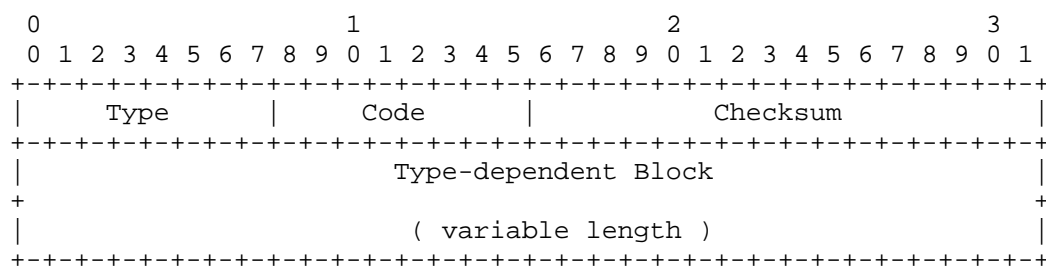 0                   1                   2                   3
 0 1 2 3 4 5 6 7 8 9 0 1 2 3 4 5 6 7 8 9 0 1 2 3 4 5 6 7 8 9 0 1
+-+-+-+-+-+-+-+-+-+-+-+-+-+-+-+-+-+-+-+-+-+-+-+-+-+-+-+-+-+-+-+-+
|     Type      |     Code      |           Checksum            |
+-+-+-+-+-+-+-+-+-+-+-+-+-+-+-+-+-+-+-+-+-+-+-+-+-+-+-+-+-+-+-+-+
|                       Type-dependent Block                    |
+                                                               +
|                        ( variable length )                    |
+-+-+-+-+-+-+-+-+-+-+-+-+-+-+-+-+-+-+-+-+-+-+-+-+-+-+-+-+-+-+-+-+